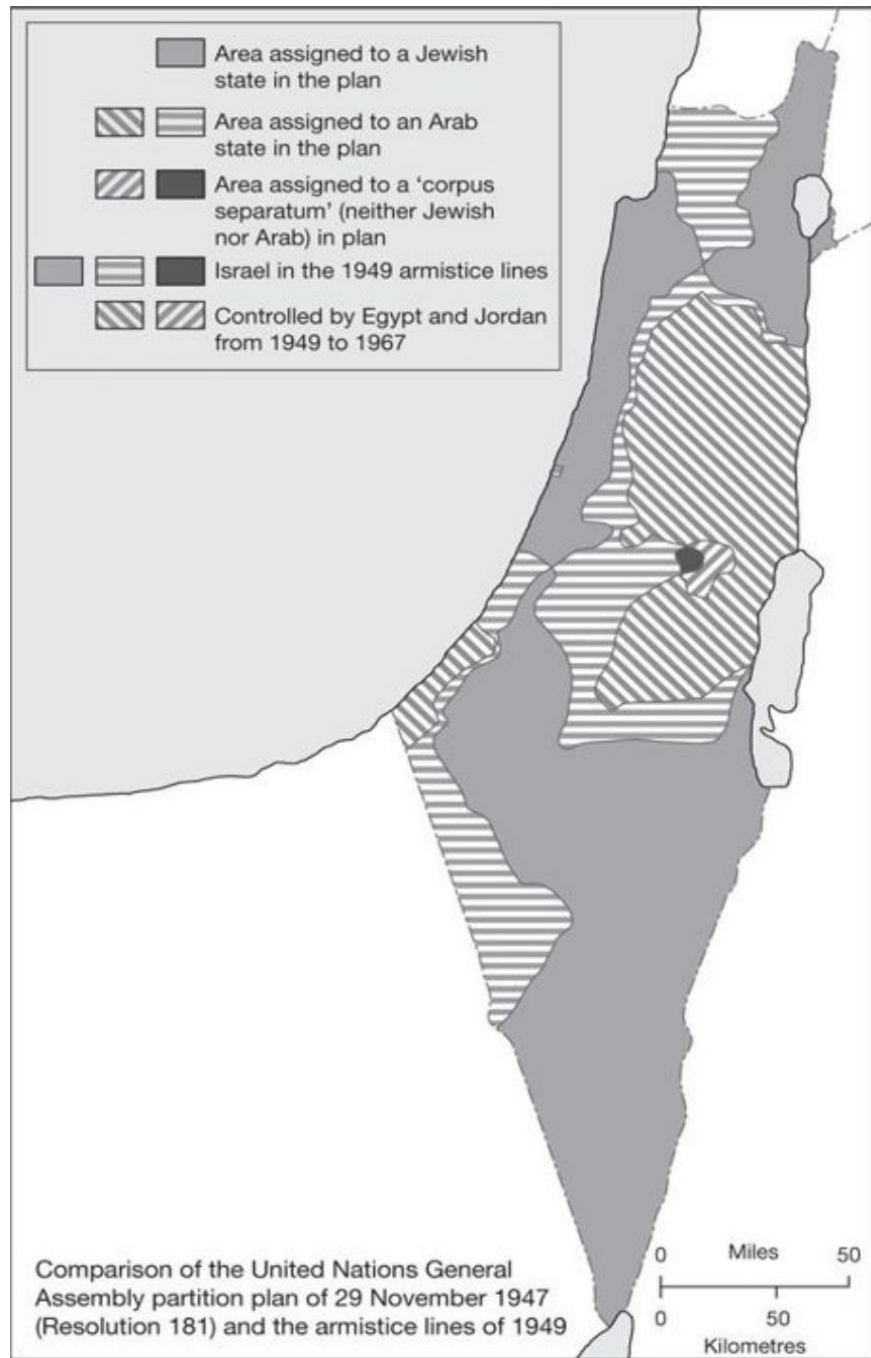 Area assigned to a Jewish
state in the plan
Area assigned to an Arab
state in the plan
Area assigned to a ‘corpus
separatum’ (neither Jewish
nor Arab) in plan
Israel in the 1949 armistice lines
Controlled by Egypt and Jordan
from 1949 to 1967
Comparison of the United Nations General
Assembly partition plan of 29 November 1947
(Resolution 181) and the armistice lines of 1949
0 Miles 50
0 50
Kilometres